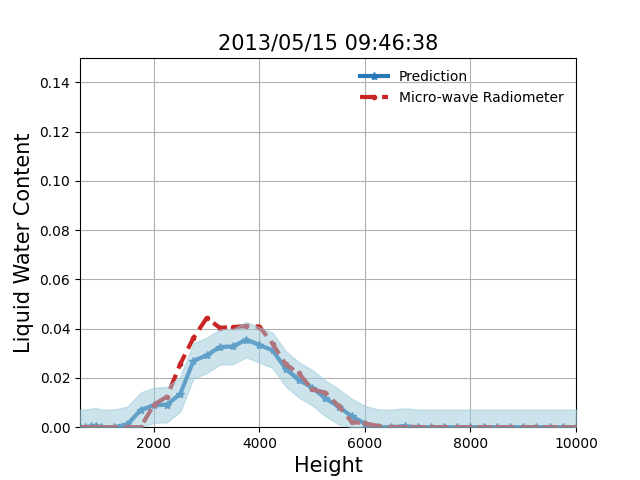 2013/05/15 09:46:38
Prediction
Micro-wave Radiometer
Liquid Water Content
0.14
0.12
0.10
0.08
0.06
0.04
0.02
0.00
2000 4000 6000 8000 10000
Height